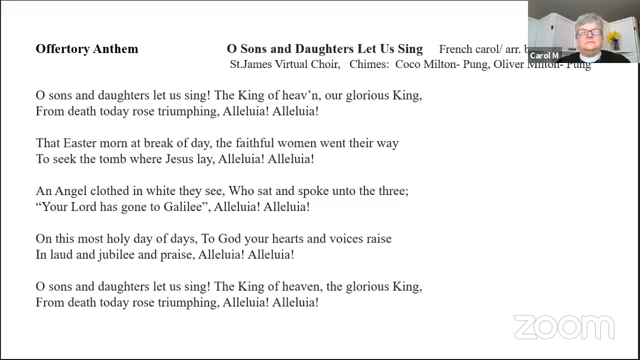 Offertory Anthem O Sons and Daughters Let Us Sing French carol/ arr. b
St.James Virtual Choir, Chimes: Coco Milton- Pung, Oliver Milton- Pung
O sons and daughters let us sing! The King of heav’n, our glorious King,
From death today rose triumphing, Alleluia! Alleluia!
That Easter morn at break of day, the faithful women went their way
To seek the tomb where Jesus lay, Alleluia! Alleluia!
An Angel clothed in white they see, Who sat and spoke unto the three;
“Your Lord has gone to Galilee”, Alleluia! Alleluia!
On this most holy day of days, To God your hearts and voices raise
In laud and jubilee and praise, Alleluia! Alleluia!
O sons and daughters let us sing! The King of heaven, the glorious King,
From death today rose triumphing, Alleluia! Alleluia!
Carol M
zoom